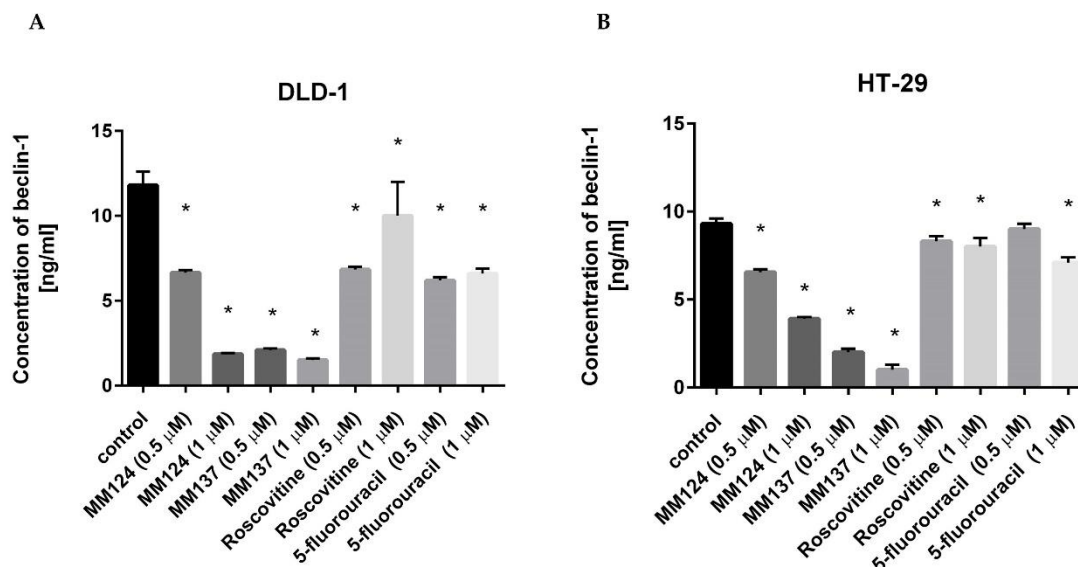 A
DLD-1
Concentration of beclin-1
[ng/ml]
15
10
5
0
*
*
*
*
*
*
*
*
control
MM124 (0.5 μM)
MM124 (1 μM)
MM137 (0.5 μM)
MM137 (1 μM)
Roscovitine (0.5 μM)
Roscovitine (1 μM)
5-fluorouracil (0.5 μM)
5-fluorouracil (1 μM)
B
HT-29
Concentration of beclin-1
[ng/ml]
15
10
5
0
*
*
*
*
*
*
*
control
MM124 (0.5 μM)
MM124 (1 μM)
MM137 (0.5 μM)
MM137 (1 μM)
Roscovitine (0.5 μM)
Roscovitine (1 μM)
5-fluorouracil (0.5 μM)
5-fluorouracil (1 μM)